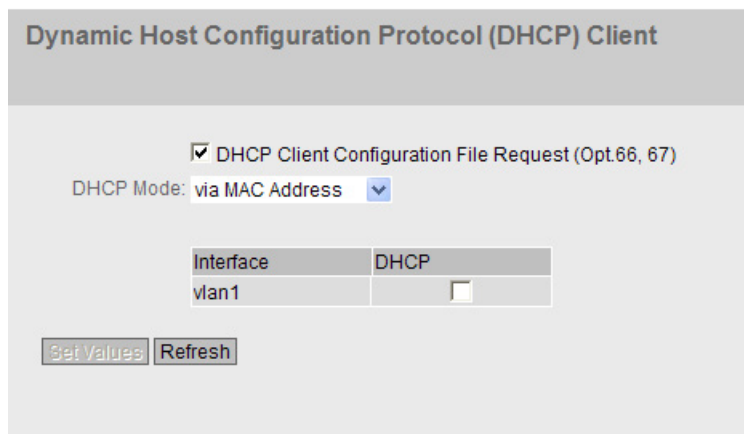 Dynamic Host Configuration Protocol (DHCP) Client
DHCP Client Configuration File Request (Opt.66, 67)
DHCP Mode: via MAC Address
Interface DHCP
vlan1
Set Values Refresh